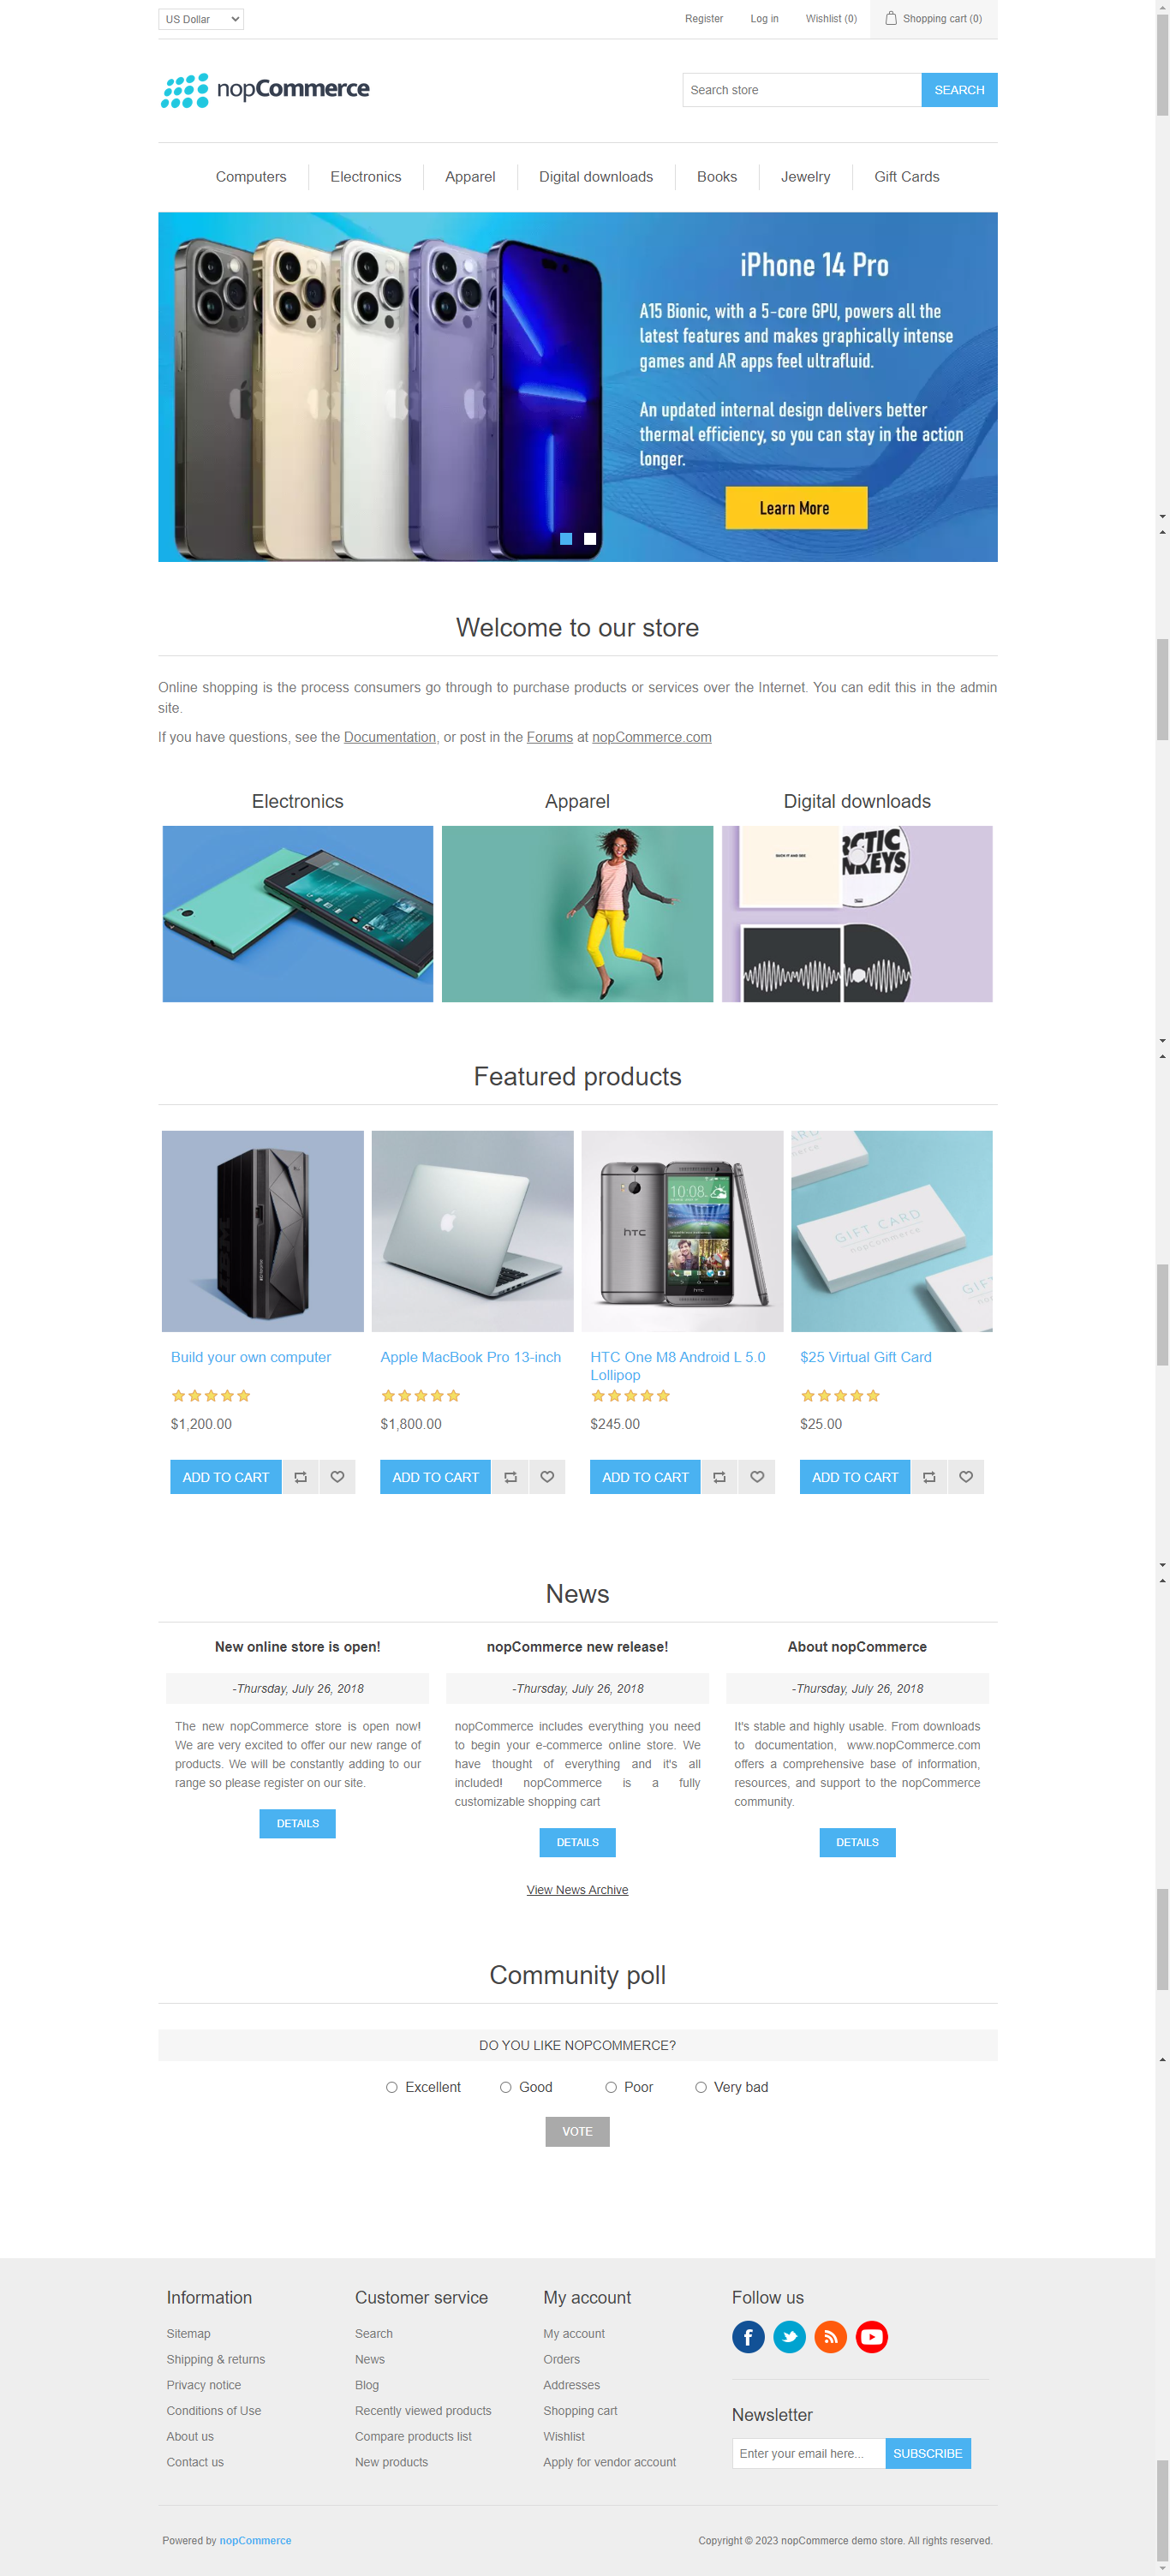 US Dollar
Register Log in Wishlist (0) Shopping cart (0)
nopCommerce
Search store SEARCH
Computers Electronics Apparel Digital downloads Books Jewelry Gift Cards
iPhone 14 Pro
A15 Bionic, with a 5-core GPU, powers all the
latest features and makes graphically intense
games and AR apps feel ultrafluid.
An updated internal design delivers better
thermal efficiency, so you can stay in the action
longer.
Learn More
Welcome to our store
Online shopping is the process consumers go through to purchase products or services over the Internet. You can edit this in the admin
site.
If you have questions, see the Documentation, or post in the Forums at nopCommerce.com
Electronics Apparel Digital downloads
RCTIC
NKEYS
Featured products
10:08
hTC
GIFT CARD
nopCommerce
Build your own computer
$1,200.00
ADD TO CART
Apple MacBook Pro 13-inch
$1,800.00
ADD TO CART
HTC One M8 Android L 5.0
Lollipop
$245.00
ADD TO CART
$25 Virtual Gift Card
$25.00
ADD TO CART
News
New online store is open!
-Thursday, July 26, 2018
The new nopCommerce store is open now!
We are very excited to offer our new range of
products. We will be constantly adding to our
range so please register on our site.
DETAILS
nopCommerce new release!
-Thursday, July 26, 2018
nopCommerce includes everything you need
to begin your e-commerce online store. We
have thought of everything and it's all
included! nopCommerce is a fully
customizable shopping cart
DETAILS
About nopCommerce
-Thursday, July 26, 2018
It's stable and highly usable. From downloads
to documentation, www.nopCommerce.com
offers a comprehensive base of information,
resources, and support to the nopCommerce
community.
DETAILS
View News Archive
Community poll
DO YOU LIKE NOPCOMMERCE?
Excellent Good Poor Very bad
VOTE
Information
Sitemap
Shipping & returns
Privacy notice
Conditions of Use
About us
Contact us
Customer service
Search
News
Blog
Recently viewed products
Compare products list
New products
My account
My account
Orders
Addresses
Shopping cart
Wishlist
Apply for vendor account
Follow us
Newsletter
Enter your email here... SUBSCRIBE
Powered by nopCommerce
Copyright © 2023 nopCommerce demo store. All rights reserved.